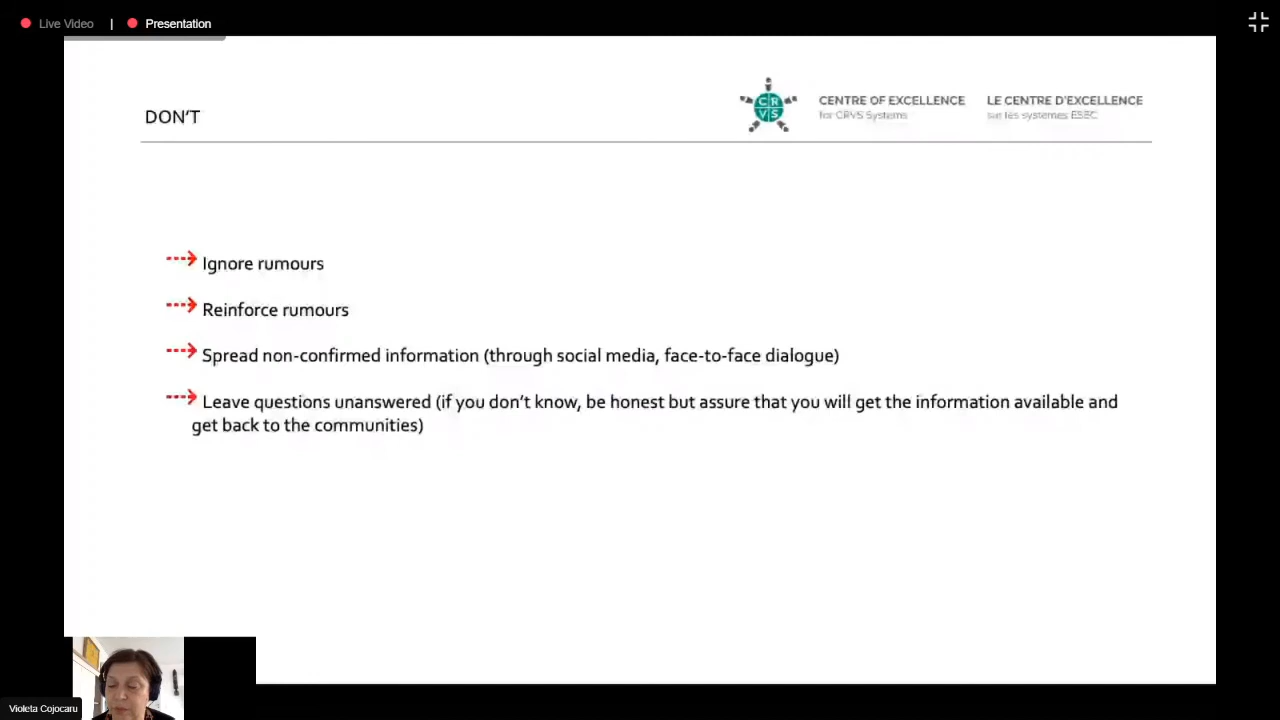 Live Video | Presentation
DON'T
CRVS
CENTRE OF EXCELLENCE
for CRVS Systems
LE CENTRE D'EXCELLENCE
sur les systèmes ESEC
Ignore rumours
Reinforce rumours
Spread non-confirmed information (through social media, face-to-face dialogue)
Leave questions unanswered (if you don't know, be honest but assure that you will get the information available and
get back to the communities)
Violeta Cojocaru